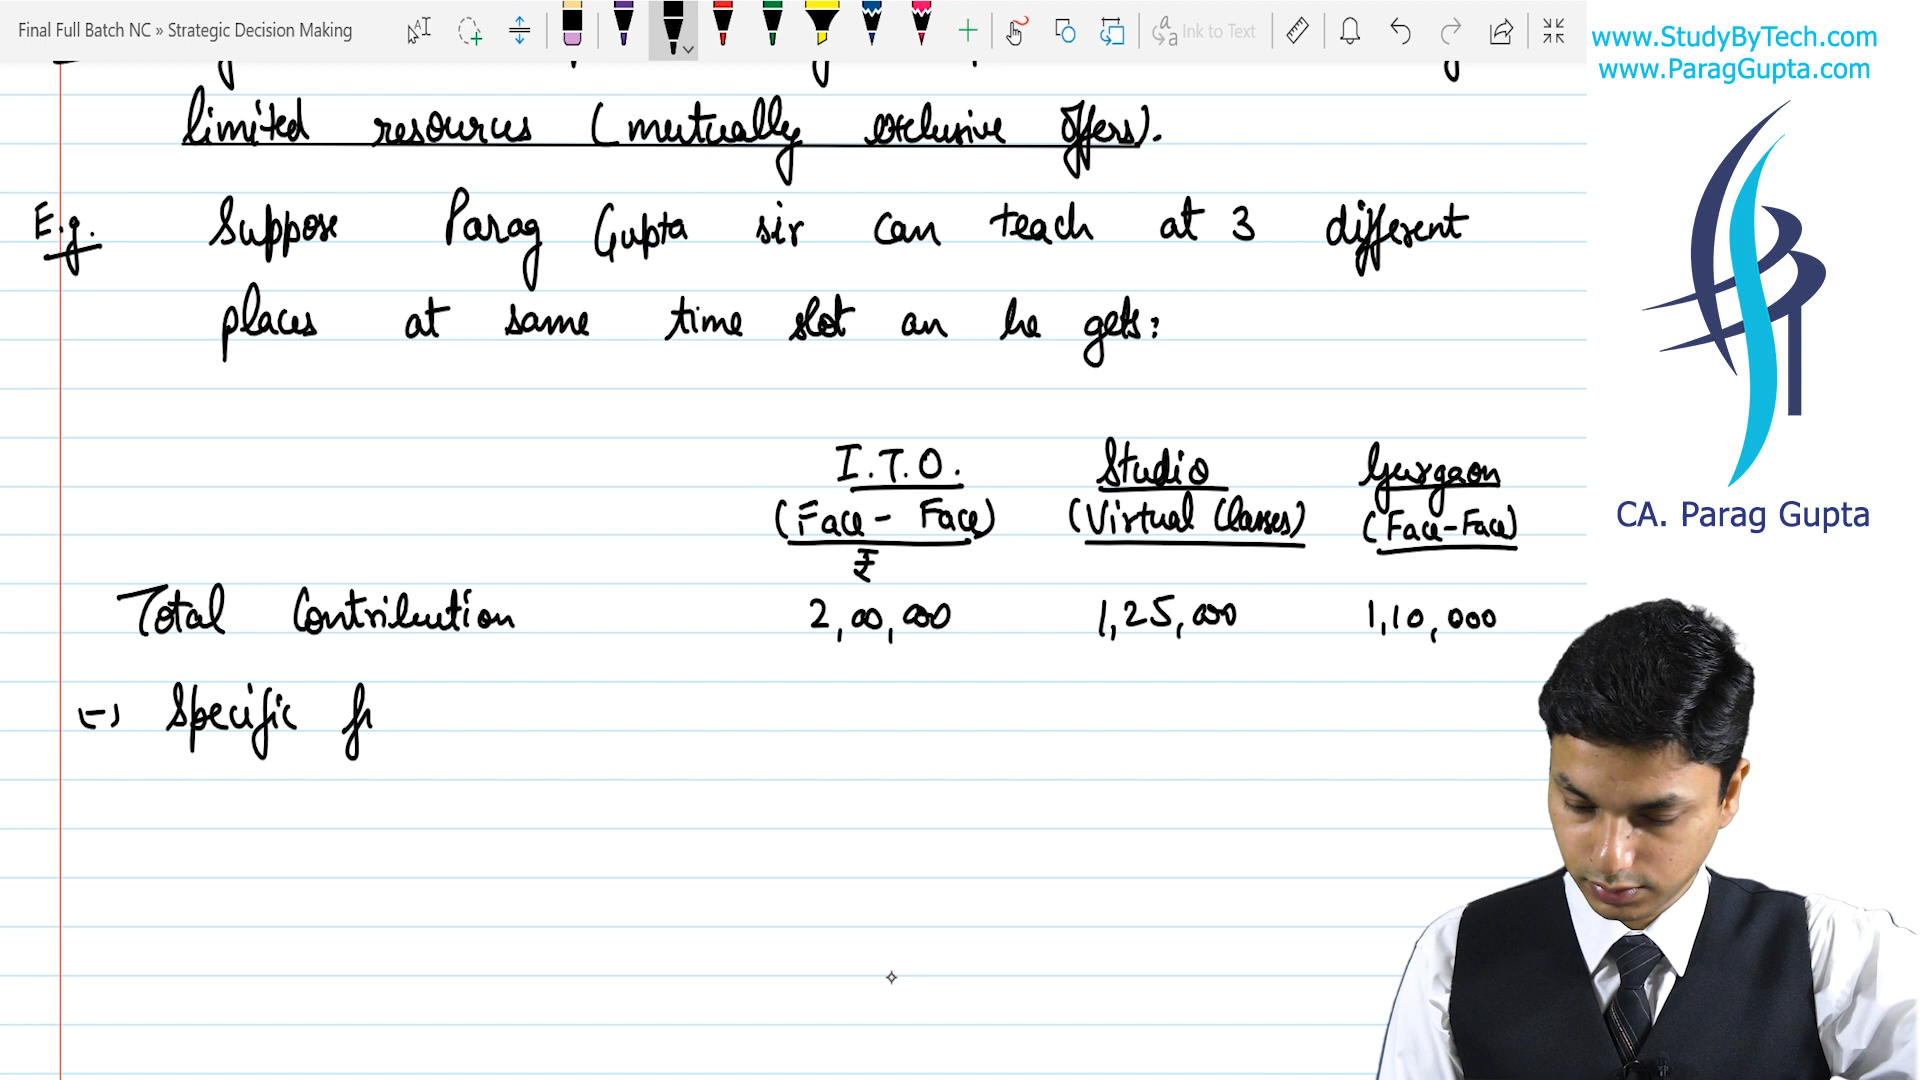 Final Full Batch NC » Strategic Decision Making
Ink to Text
www.StudyByTech.com
www.ParagGupta.com
limited resources (mutually exclusive offers).
E.g. Suppose Parag Gupta sir can teach at 3 different
places at same time slot an he gets:
I.T.O. Studio Gurgaon
(Face - Face) (Virtual Classes) (Face-Face)
₹
Total Contribution 2,00,000 1,25,000 1,10,000
(-) Specific fi
CA. Parag Gupta